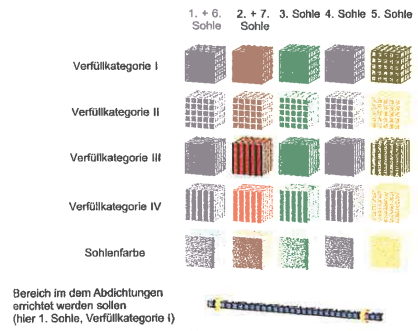 1. + 6. Sohle 2. + 7. Sohle 3. Sohle 4. Sohle 5. Sohle
Verfüllkategorie I
Verfüllkategorie II
Verfüllkategorie III
Verfüllkategorie IV
Sohlenfarbe
Bereich im dem Abdichtungen
errichtet werden sollen
(hier 1. Sohle, Verfüllkategorie I)